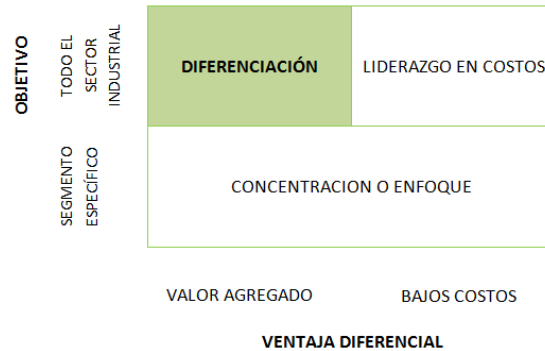 OBJETIVO
TODO EL
SECTOR
INDUSTRIAL
DIFERENCIACIÓN
LIDERAZGO EN COSTOS
SEGMENTO
ESPECÍFICO
CONCENTRACION O ENFOQUE
VALOR AGREGADO
BAJOS COSTOS
VENTAJA DIFERENCIAL